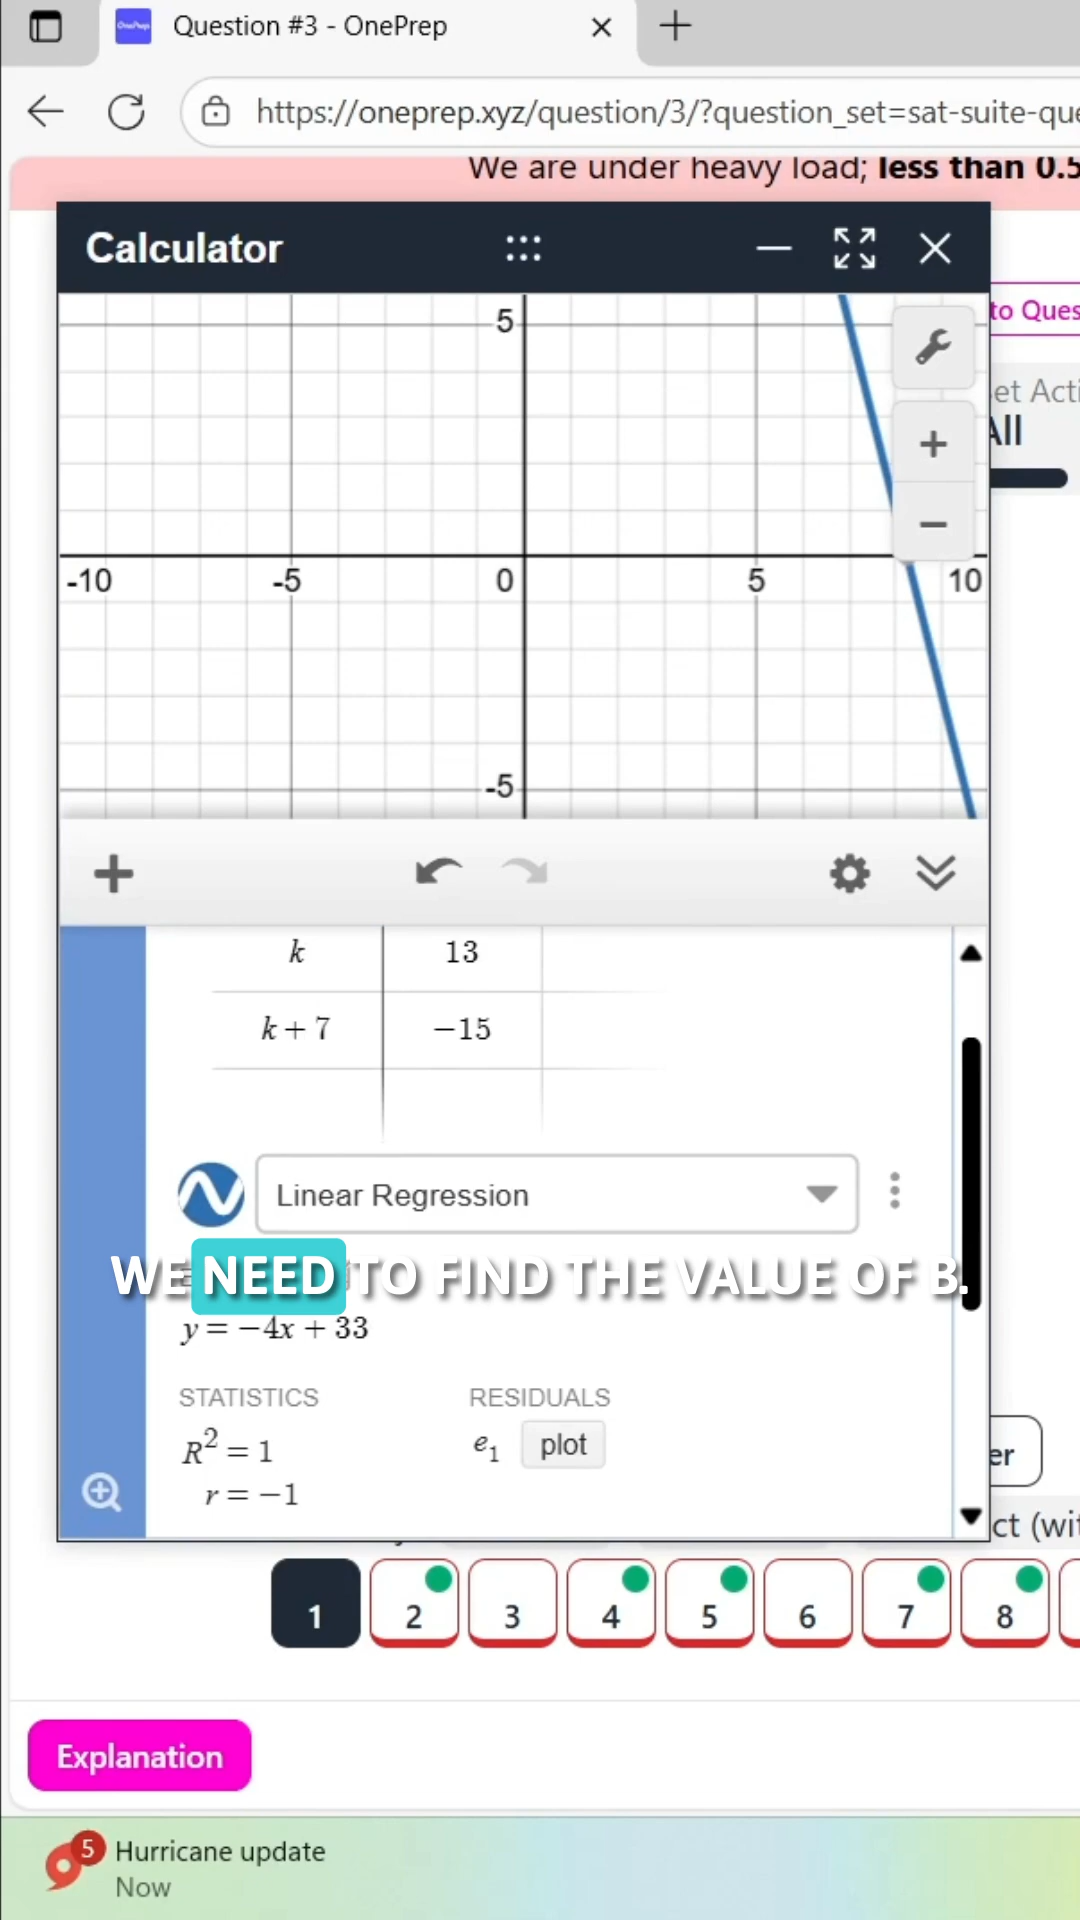 Question #3 - OnePrep
https://oneprep.xyz/question/3/?question_set=sat-suite-que
We are under heavy load; less than 0.5
Calculator
to Ques
et Acti
All
5
-10 -5 0 5 10
-5
k 13
k + 7 −15
Linear Regression
WE NEED TO FIND THE VALUE OF B.
y = −4x + 33
STATISTICS RESIDUALS
R² = 1 e₁ plot
r = −1
er
ct (wit
1 2 3 4 5 6 7 8
Explanation
5 Hurricane update
Now